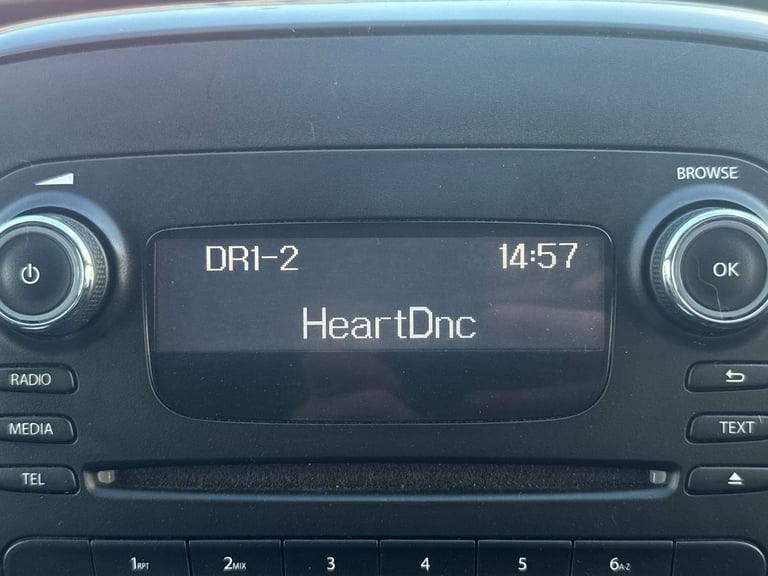 BROWSE
DR1-2 14:57
OK
HeartDnc
RADIO
MEDIA TEXT
TEL
1RPT 2MIX 3 4 5 6A-Z